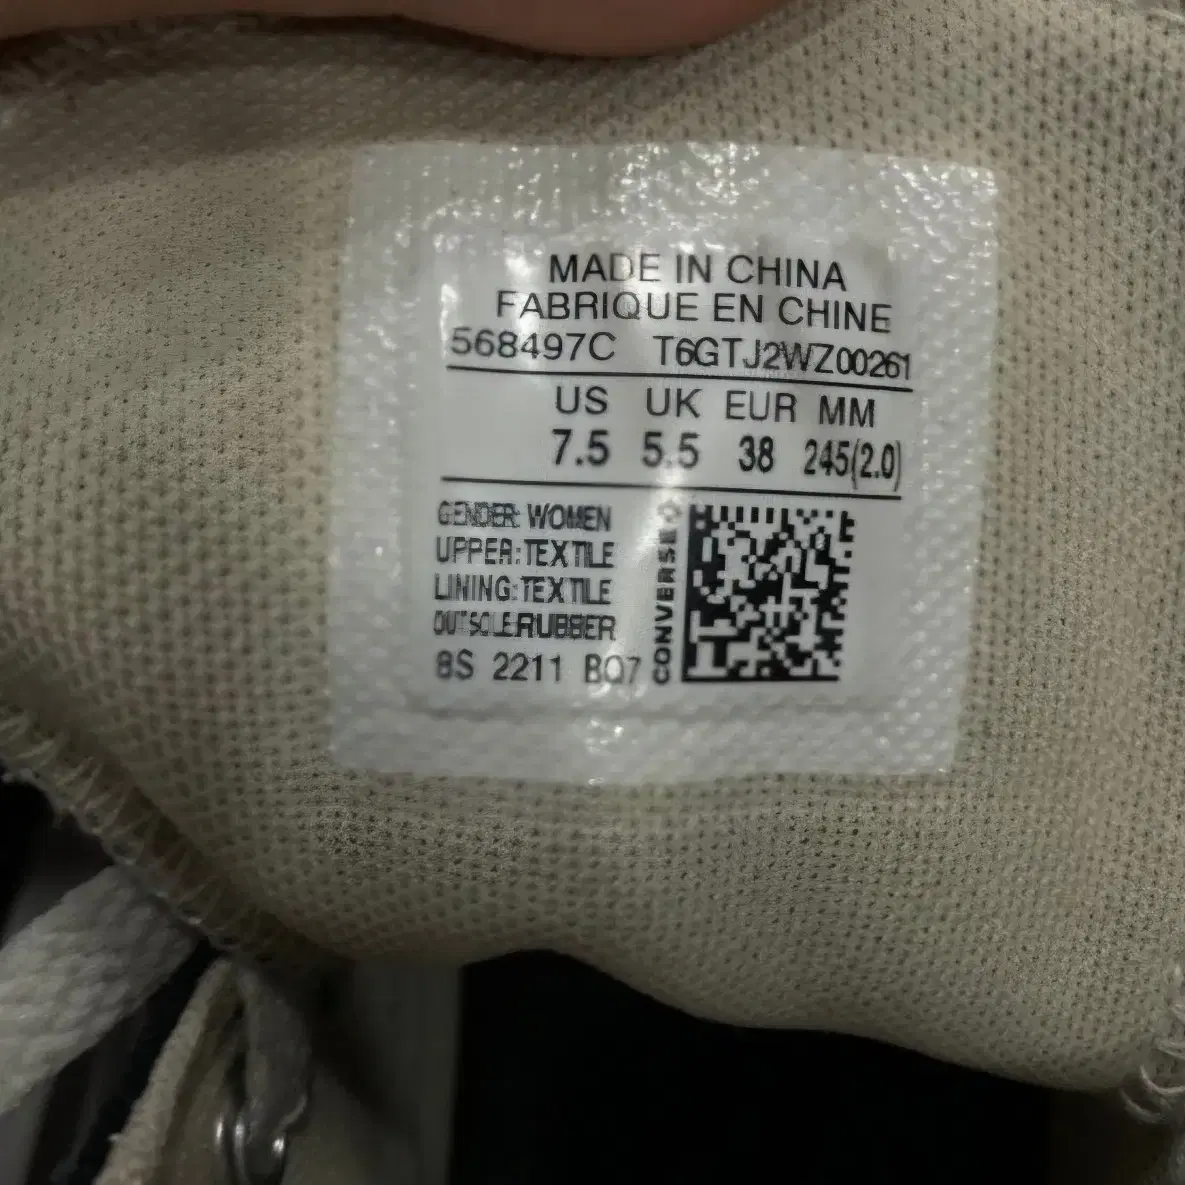 MADE IN CHINA
FABRIQUE EN CHINE
568497C T6GTJ2WZ00261
US UK EUR MM
7.5 5.5 38 245(2.0)
GENDER: WOMEN
UPPER:TEXTILE
LINING:TEXTILE
OUTSOLE:RUBBER
8S 2211 BQ7
CONVERSE